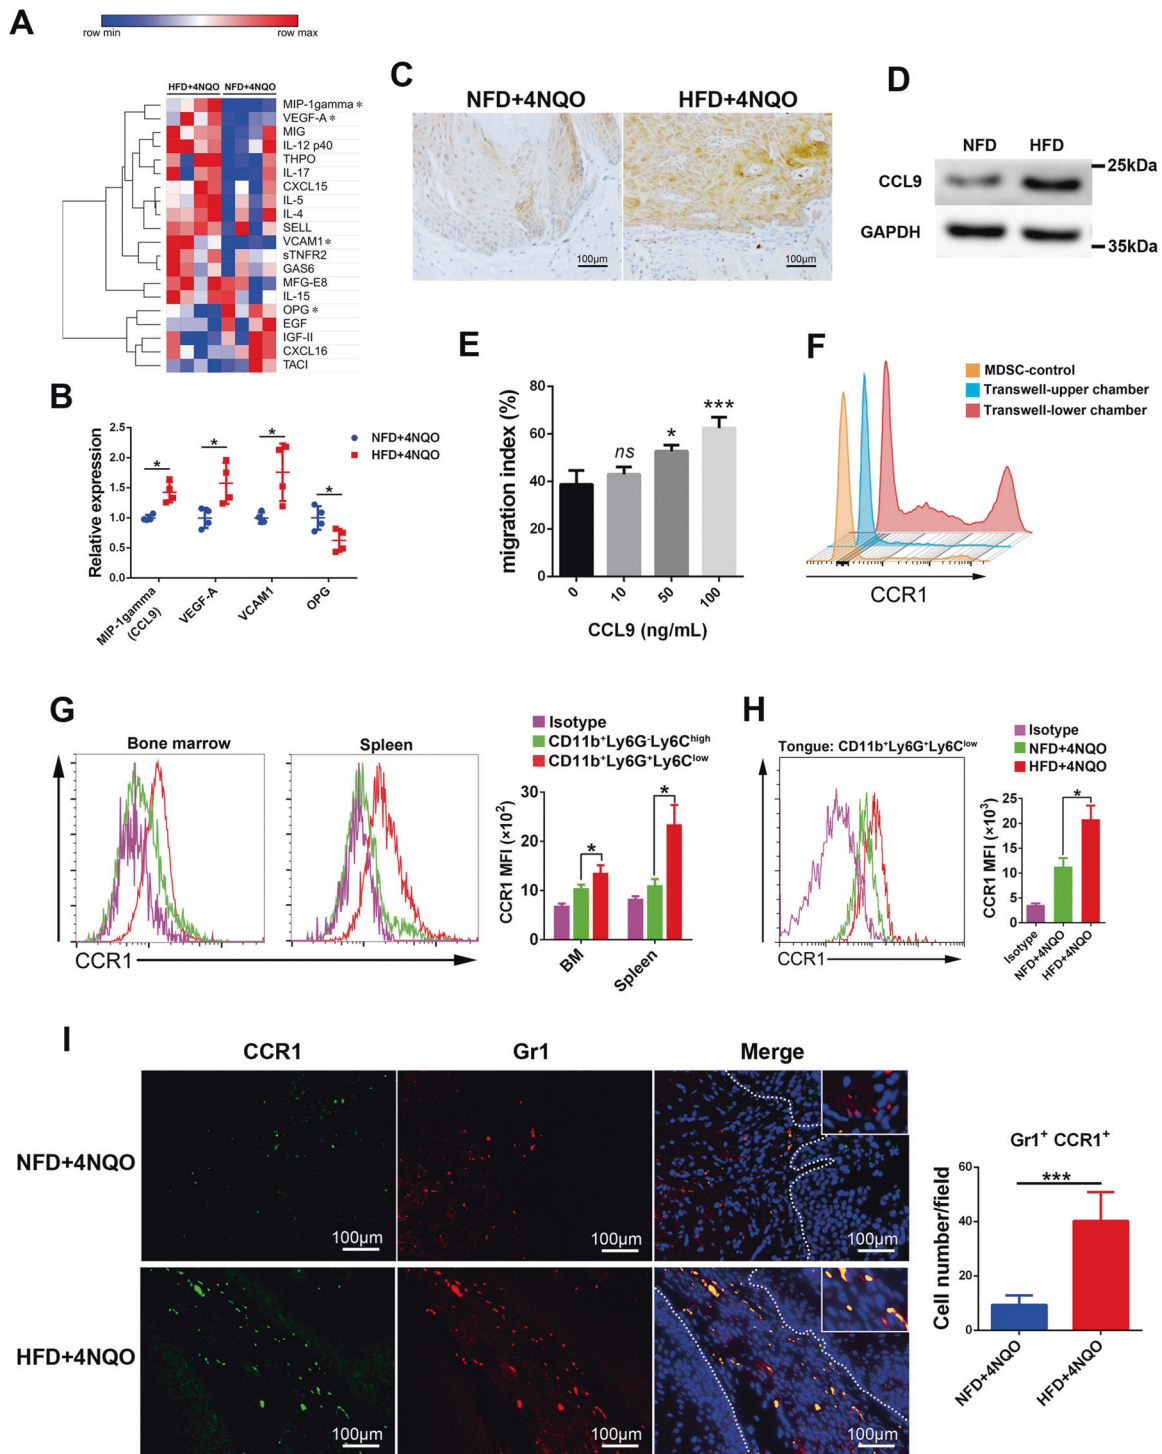 A
row min
row max
HFD+4NQO NFD+4NQO
MIP-1gamma *
VEGF-A *
MIG
IL-12 p40
THPO
IL-17
CXCL15
IL-5
IL-4
SELL
VCAM1 *
sTNFR2
GAS6
MFG-E8
IL-15
OPG *
EGF
IGF-II
CXCL16
TACI
B
Relative expression
2.5
2.0
1.5
1.0
0.5
0.0
* * * *
NFD+4NQO
HFD+4NQO
MIP-1gamma
(CCL9)
VEGF-A
VCAM1
OPG
C
NFD+4NQO
HFD+4NQO
100μm
100μm
D
NFD
HFD
CCL9
GAPDH
25kDa
35kDa
E
migration index (%)
80
60
40
20
0
ns
*
***
0
10
50
100
CCL9 (ng/mL)
F
MDSC-control
Transwell-upper chamber
Transwell-lower chamber
CCR1
G
Bone marrow
Spleen
CCR1
Isotype
CD11b⁺Ly6G⁻Ly6C^high
CD11b⁺Ly6G⁺Ly6C^low
CCR1 MFI (×10²)
30
20
10
0
*
*
BM
Spleen
H
Tongue: CD11b⁺Ly6G⁺Ly6C^low
CCR1
Isotype
NFD+4NQO
HFD+4NQO
CCR1 MFI (×10³)
25
20
15
10
5
0
*
Isotype
NFD+4NQO
HFD+4NQO
I
CCR1
Gr1
Merge
NFD+4NQO
100μm
100μm
100μm
HFD+4NQO
100μm
100μm
100μm
Gr1⁺ CCR1⁺
Cell number/field
60
40
20
0
***
NFD+4NQO
HFD+4NQO